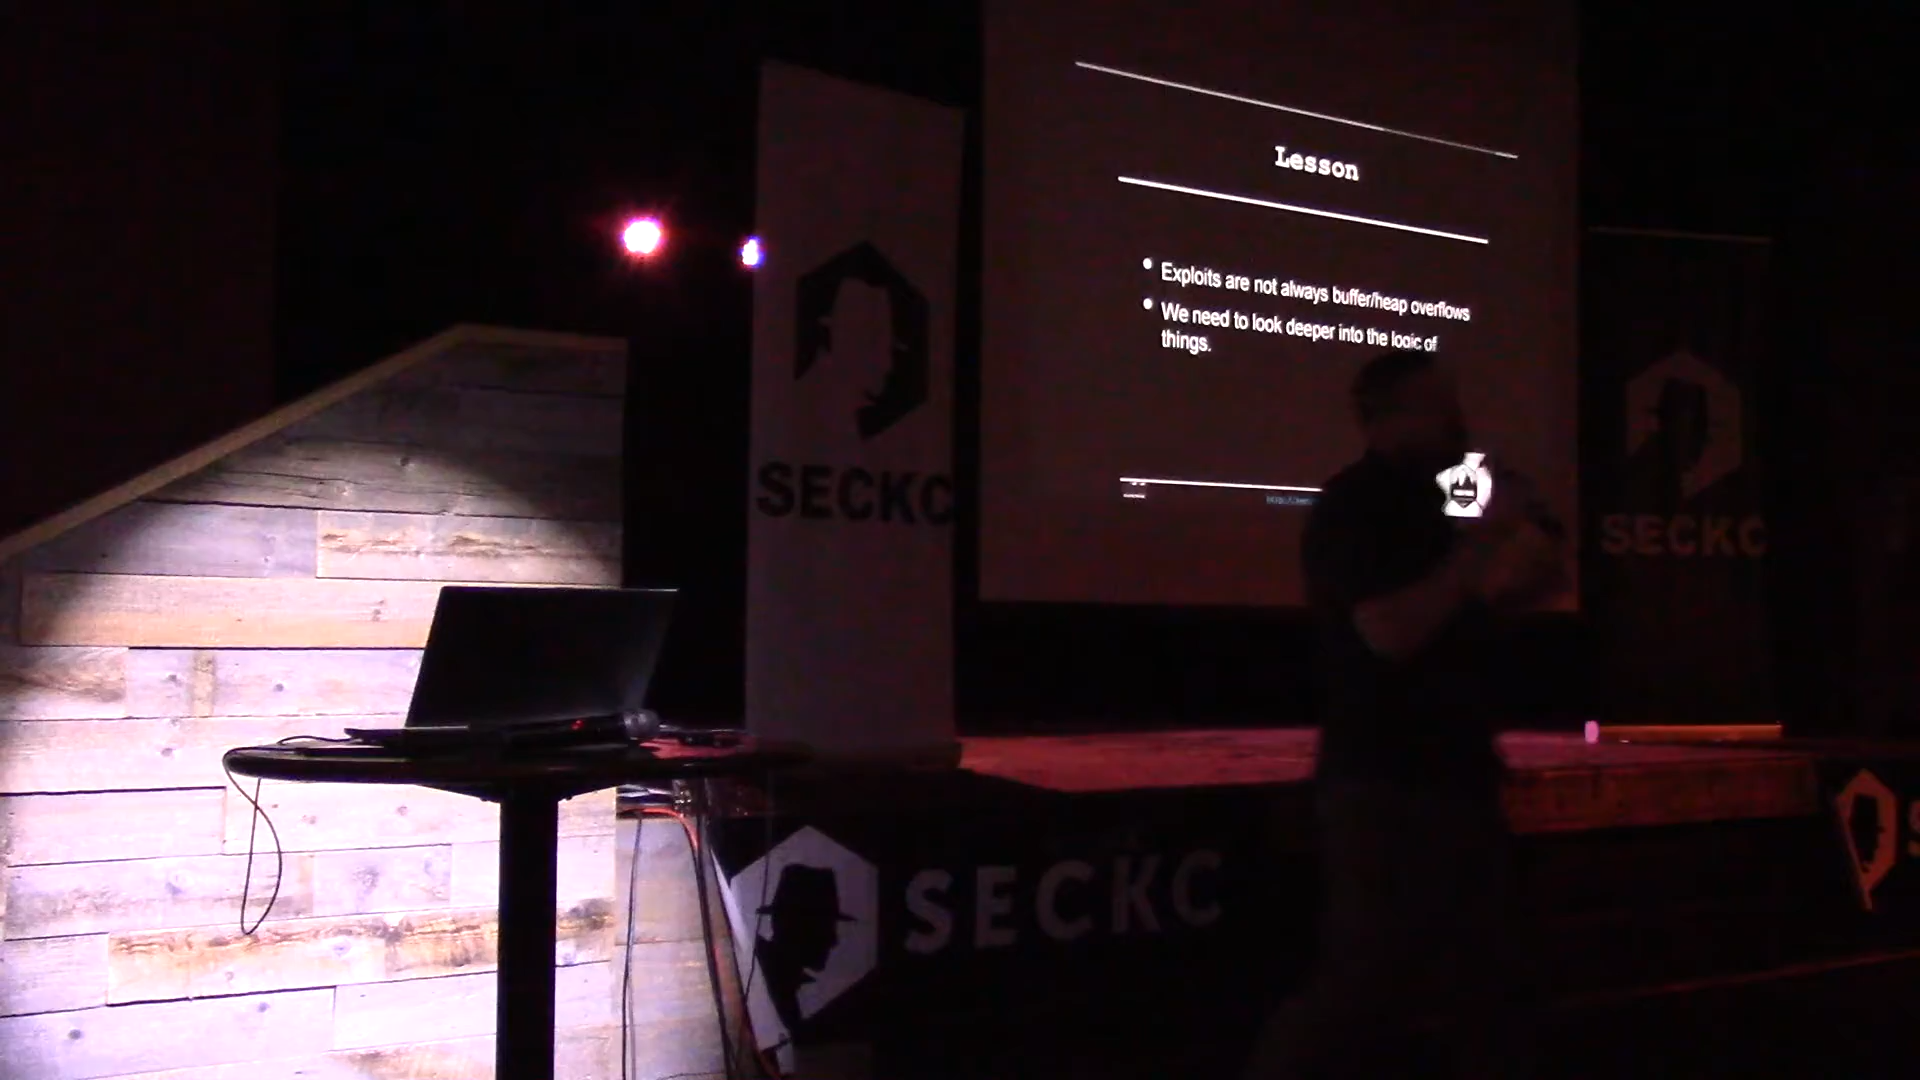 Lesson
Exploits are not always buffer/heap overflows
We need to look deeper into the logic of
things.
SECKC
SECKC
SECKC
S